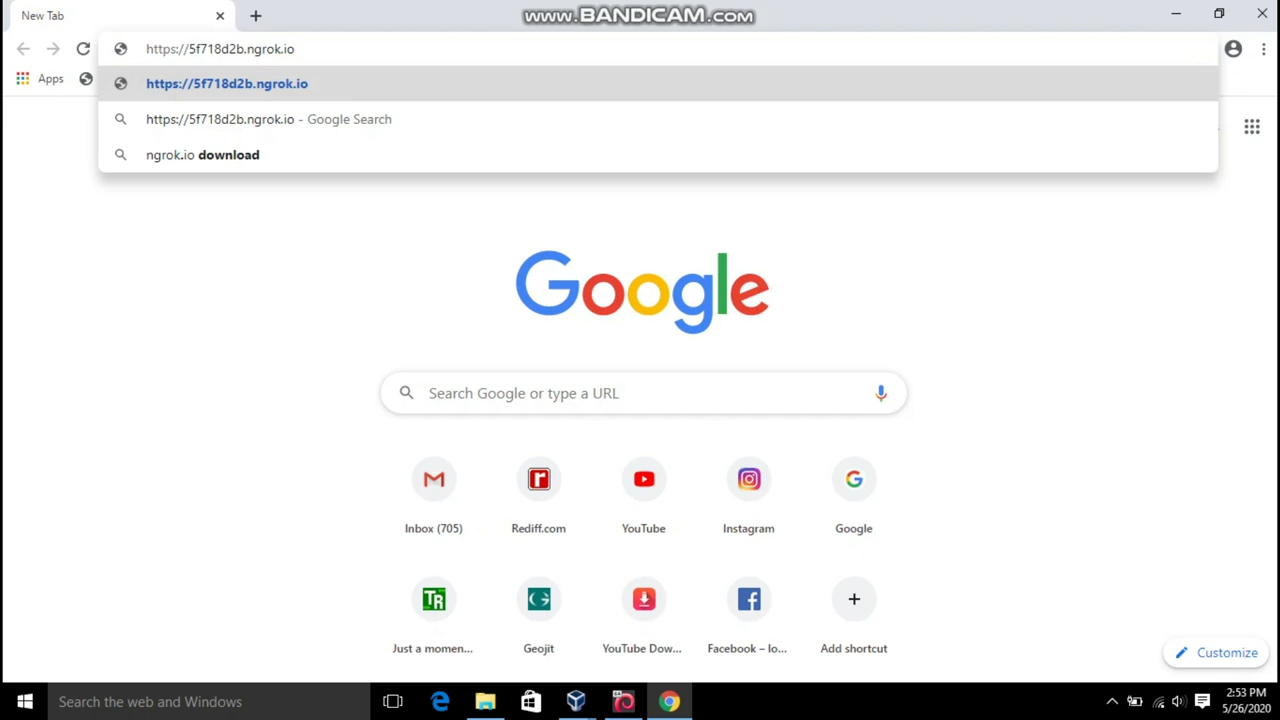 New Tab
www.BANDICAM.com
https://5f718d2b.ngrok.io
Apps
https://5f718d2b.ngrok.io
https://5f718d2b.ngrok.io - Google Search
ngrok.io download
Google
Search Google or type a URL
Inbox (705)
Rediff.com
YouTube
Instagram
Google
TR
Just a momen...
Geojit
YouTube Dow...
Facebook – lo...
Add shortcut
Customize
Search the web and Windows
2:53 PM
5/26/2020